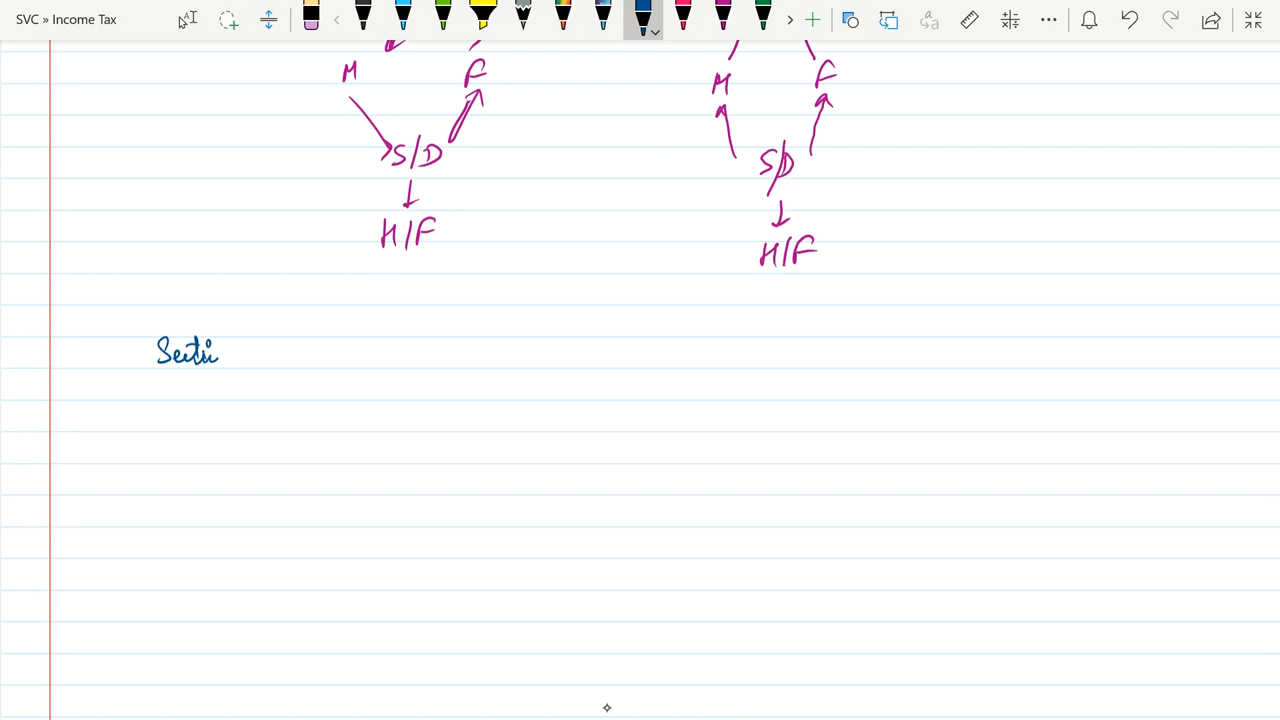 SVC » Income Tax
M F M F
S/D S/D
H/F H/F
Secti